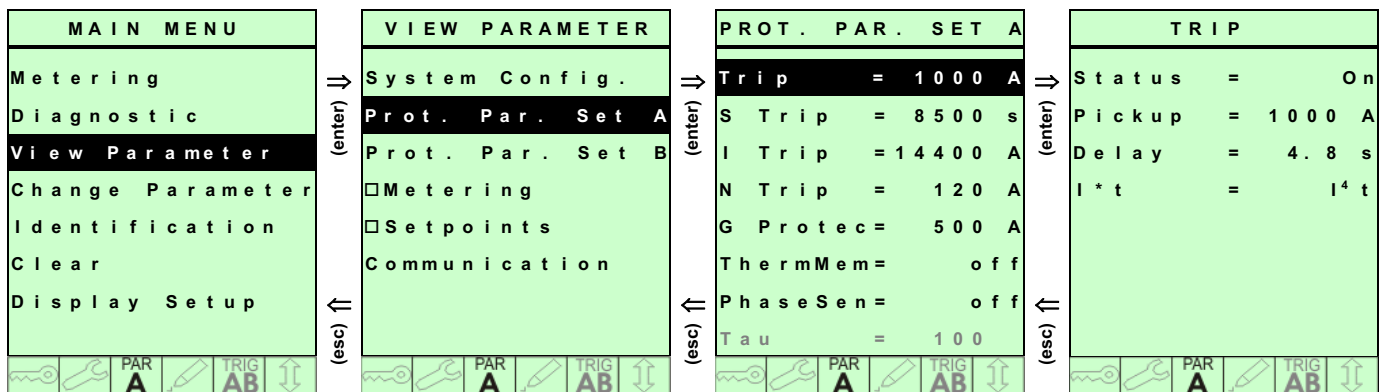 MAIN MENU
Metering
Diagnostic
View Parameter
Change Parameter
Identification
Clear
Display Setup
PAR
A
TRIG
AB
⇒
(enter)
⇐
(esc)
VIEW PARAMETER
System Config.
Prot. Par. Set A
Prot. Par. Set B
□Metering
□Setpoints
Communication
PAR
A
TRIG
AB
⇒
(enter)
⇐
(esc)
PROT. PAR. SET A
Trip = 1000 A
S Trip = 8500 s
I Trip =14400 A
N Trip = 120 A
G Protec= 500 A
ThermMem= off
PhaseSen= off
Tau = 100
PAR
A
TRIG
AB
⇒
(enter)
⇐
(esc)
TRIP
Status = On
Pickup = 1000 A
Delay = 4.8 s
I*t = I⁴t
PAR
A
TRIG
AB